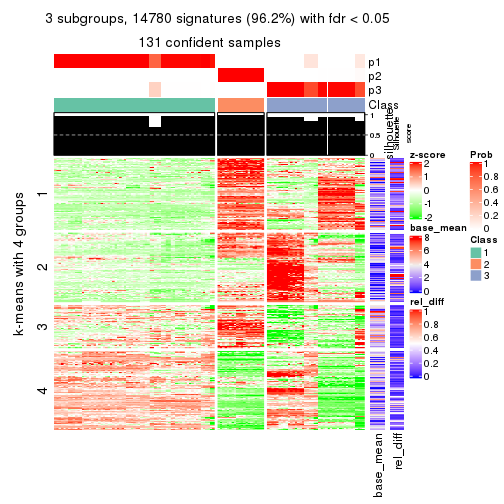 3 subgroups, 14780 signatures (96.2%) with fdr < 0.05
131 confident samples
p1
p2
p3
Class
1
0.5
0
silhouette
Silhouette
score
k-means with 4 groups
1
2
3
4
base_mean
rel_diff
z-score
2
1
0
-1
-2
base_mean
8
6
4
2
0
rel_diff
1
0.8
0.6
0.4
0.2
0
Prob
1
0.8
0.6
0.4
0.2
0
Class
1
2
3